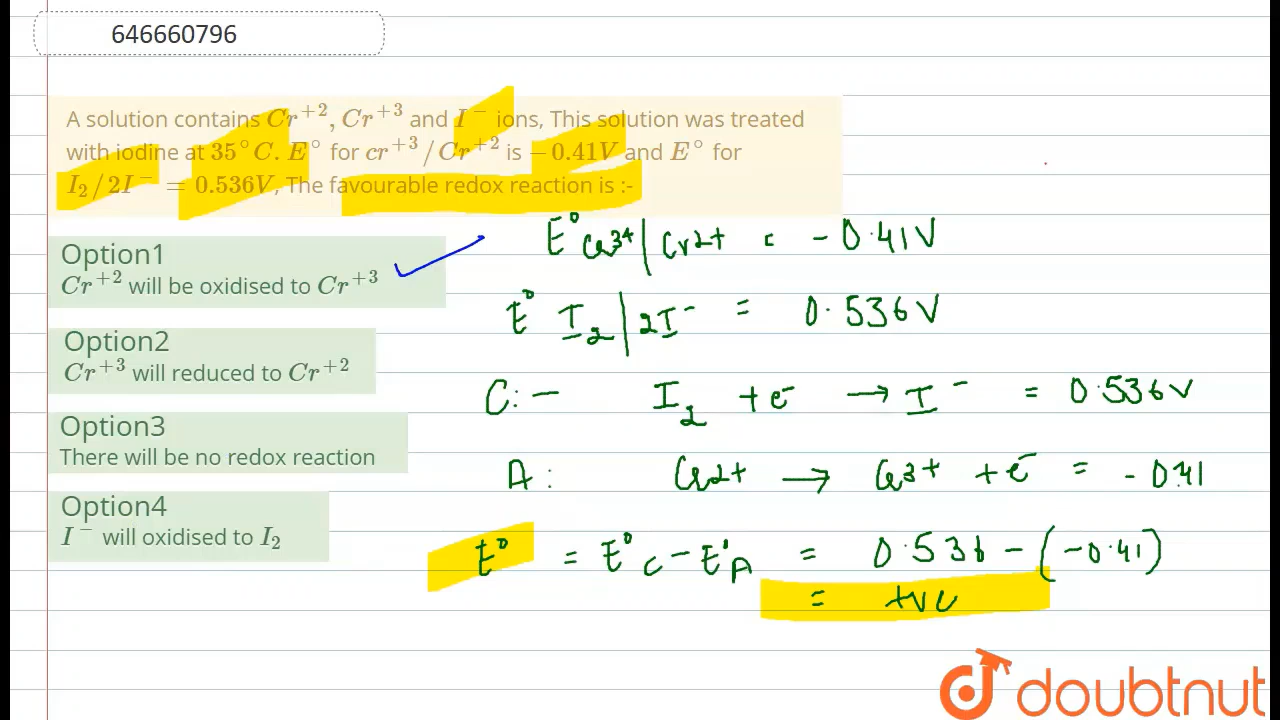 646660796
A solution contains Cr⁺², Cr⁺³ and I⁻ ions, This solution was treated
with iodine at 35°C. E° for cr⁺³/Cr⁺² is −0.41V and E° for
I₂/2I⁻ = 0.536V, The favourable redox reaction is :-
Option1
Cr⁺² will be oxidised to Cr⁺³
Option2
Cr⁺³ will reduced to Cr⁺²
Option3
There will be no redox reaction
Option4
I⁻ will oxidised to I₂
E° Cr3+ | Cr2+ = - 0.41V
E° I₂ | 2I⁻ = 0.536V
C: - I₂ + e⁻ → I⁻ = 0.536V
A: Cr2+ → Cr3+ + e⁻ = - 0.41
E° = E°C - E°A = 0.536 - (-0.41)
= +ve
doubtnut